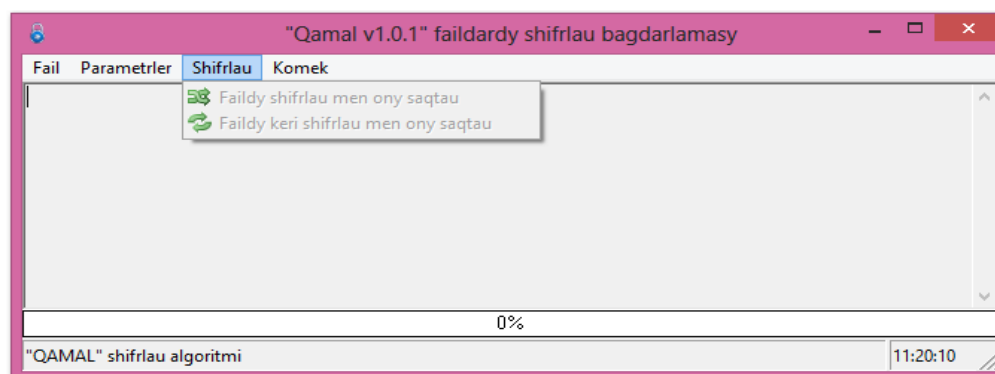 "Qamal v1.0.1" faildardy shifrlau bagdarlamasy
Fail Parametrler Shifrlau Komek
Faildy shifrlau men ony saqtau
Faildy keri shifrlau men ony saqtau
0%
"QAMAL" shifrlau algoritmi 11:20:10